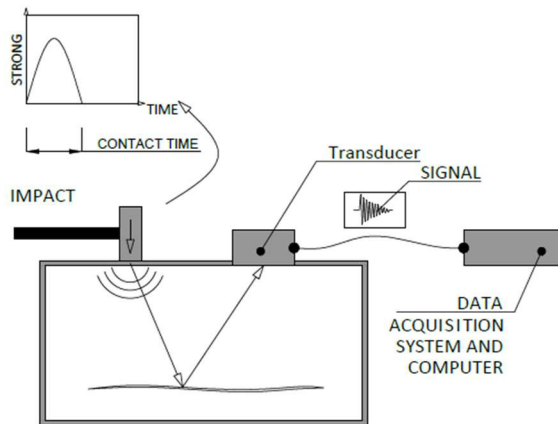 STRONG
TIME
CONTACT TIME
IMPACT
Transducer
SIGNAL
DATA
ACQUISITION
SYSTEM AND
COMPUTER